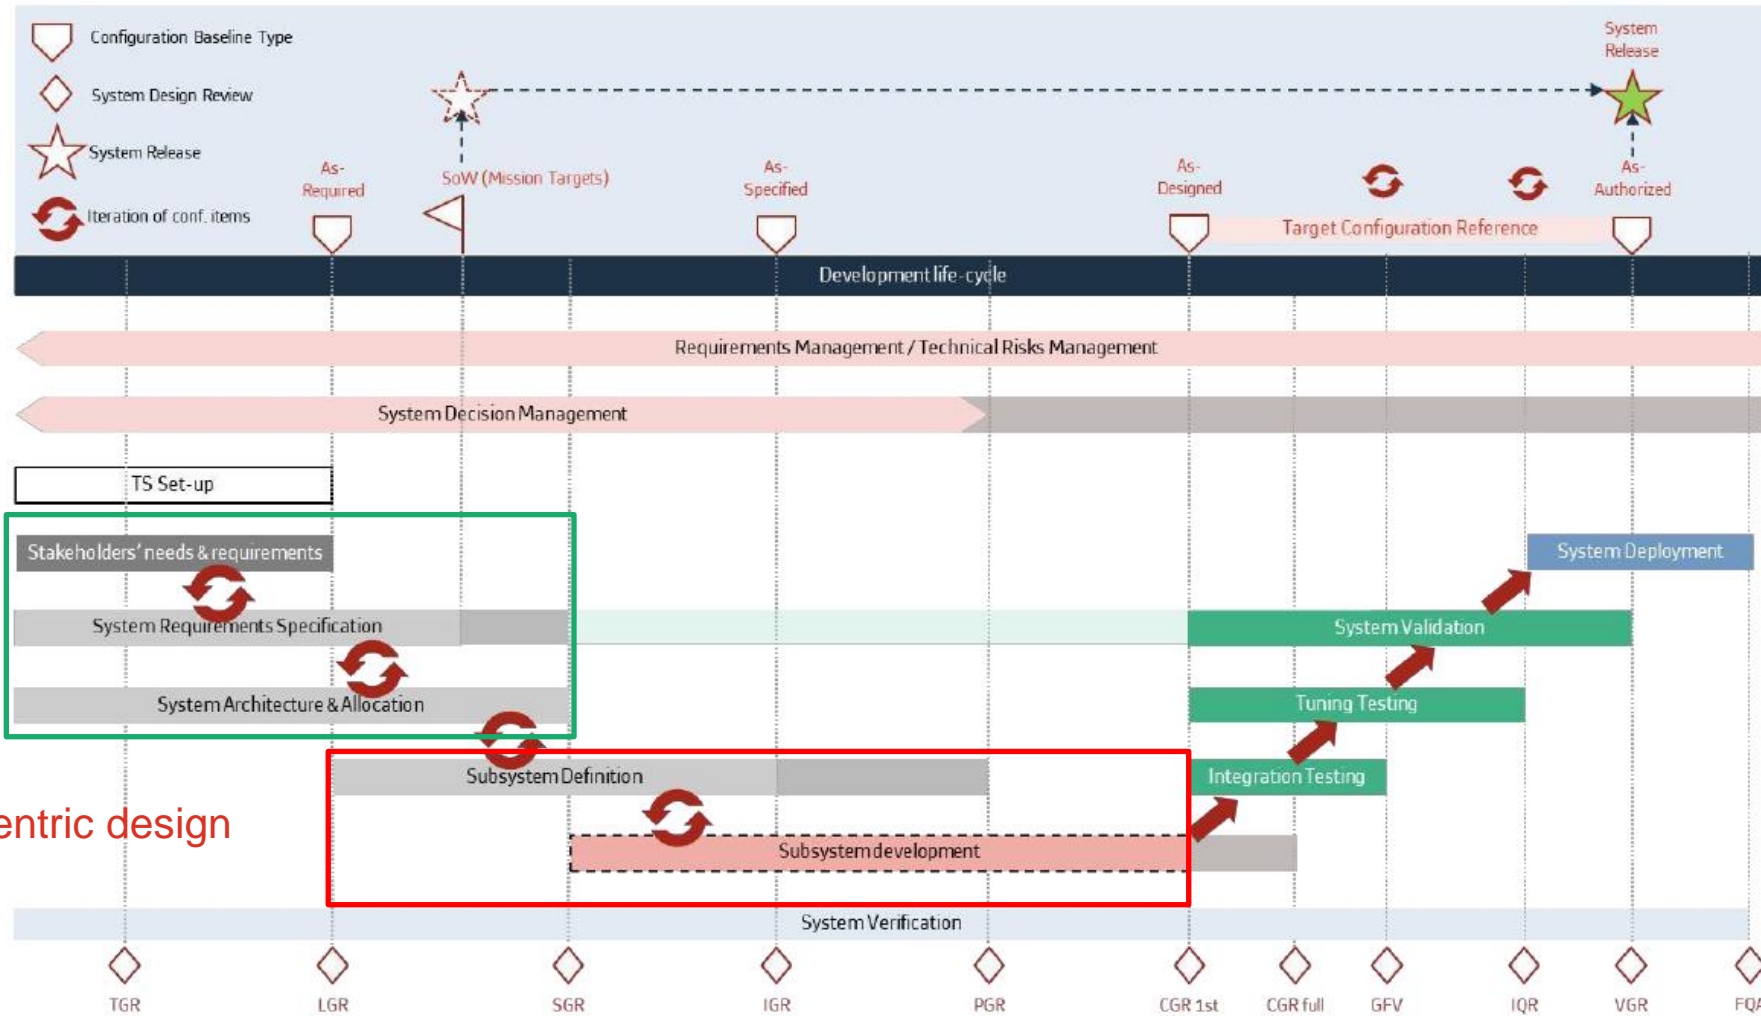 Configuration Baseline Type
System Design Review
System Release
Iteration of conf. items
As-
Required
SoW (Mission Targets)
As-
Specified
As-
Designed
System
Release
As-
Authorized
Target Configuration Reference
Development life-cycle
Requirements Management / Technical Risks Management
System Decision Management
TS Set-up
Stakeholders' needs & requirements
System Deployment
System Requirements Specification
System Validation
System Architecture & Allocation
Tuning Testing
Subsystem Definition
Integration Testing
entric design
Subsystem development
System Verification
TGR
LGR
SGR
IGR
PGR
CGR 1st
CGR full
GFV
IQR
VGR
FQA